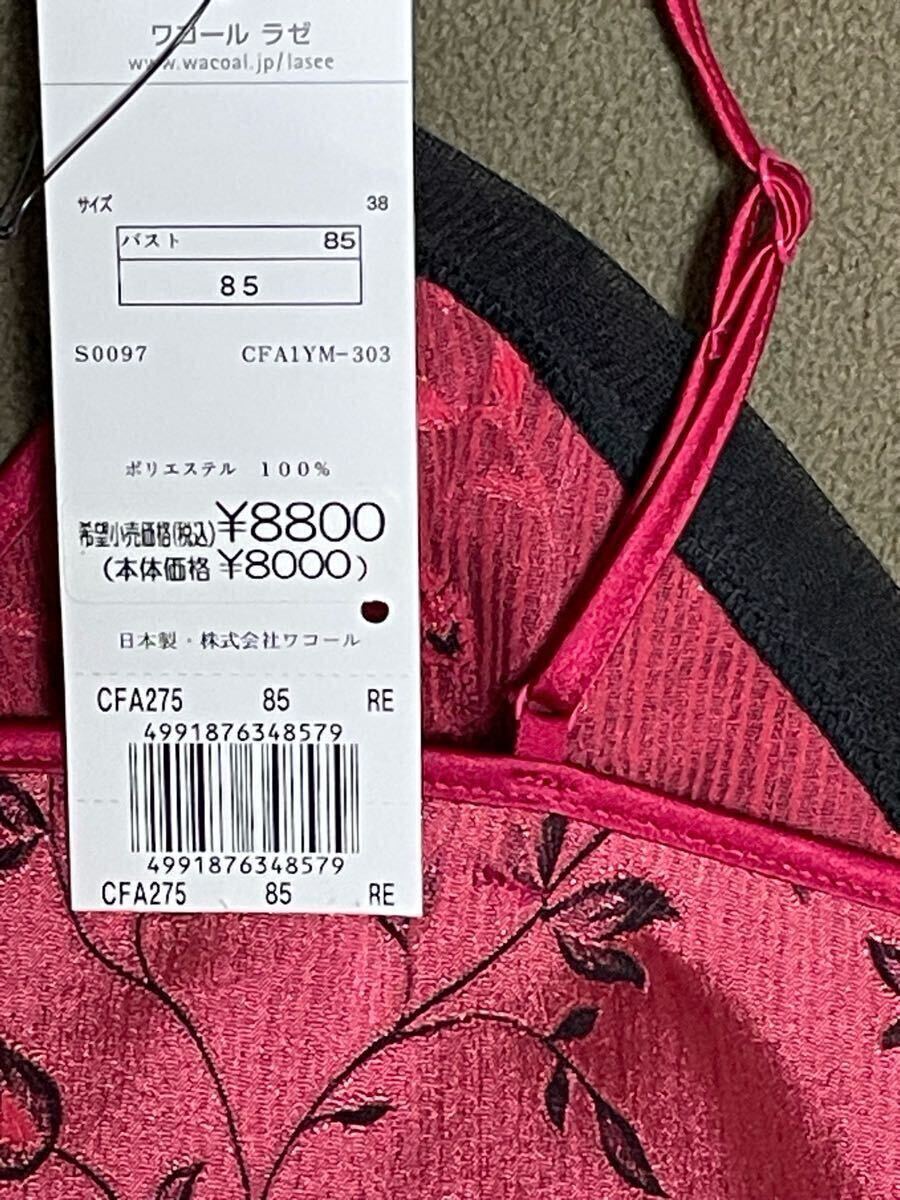 ワコール ラゼ
www.wacoal.jp/lasee
サイズ 38
バスト 85
85
S0097 CFA1YM-303
ポリエステル 100%
希望小売価格(税込)¥8800
(本体価格 ¥8000)
日本製・株式会社ワコール
CFA275 85 RE
4991876348579
4991876348579
CFA275 85 RE